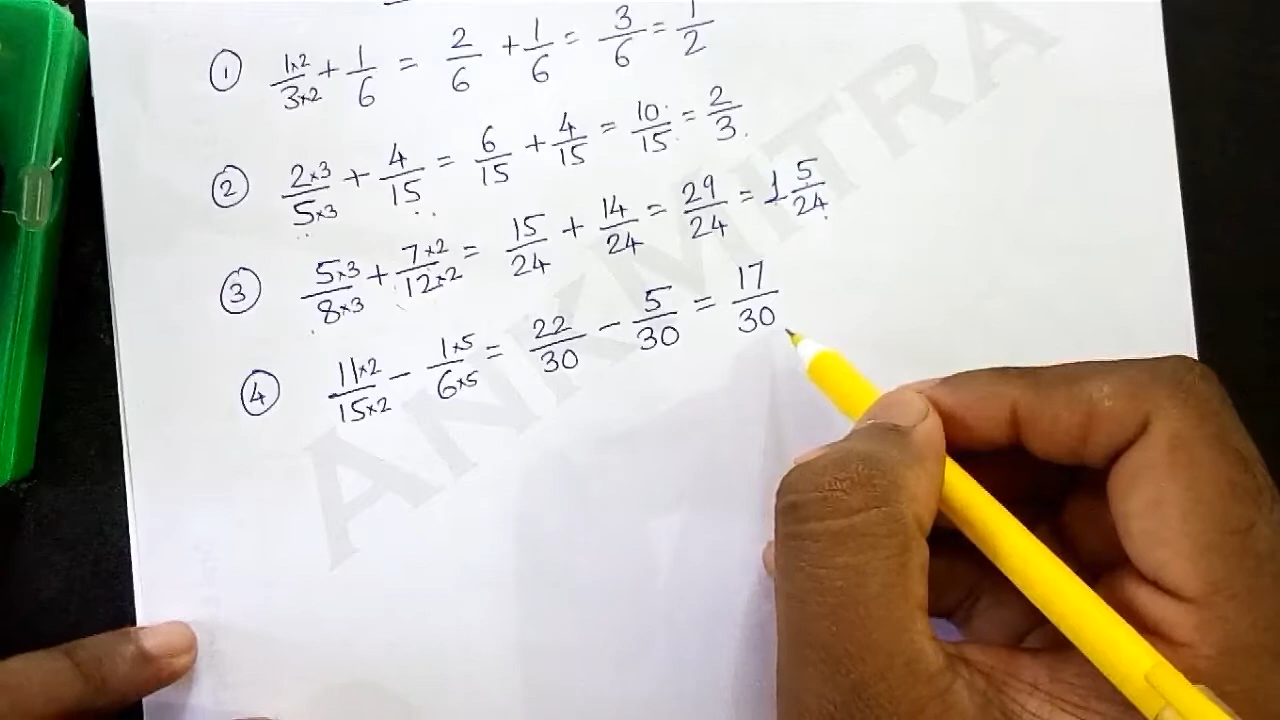 ① 1×2/3×2 + 1/6 = 2/6 + 1/6 = 3/6 = 1/2
② 2×3/5×3 + 4/15 = 6/15 + 4/15 = 10/15 = 2/3
③ 5×3/8×3 + 7×2/12×2 = 15/24 + 14/24 = 29/24 = 1 5/24
④ 11×2/15×2 - 1×5/6×5 = 22/30 - 5/30 = 17/30
ANKMITRA